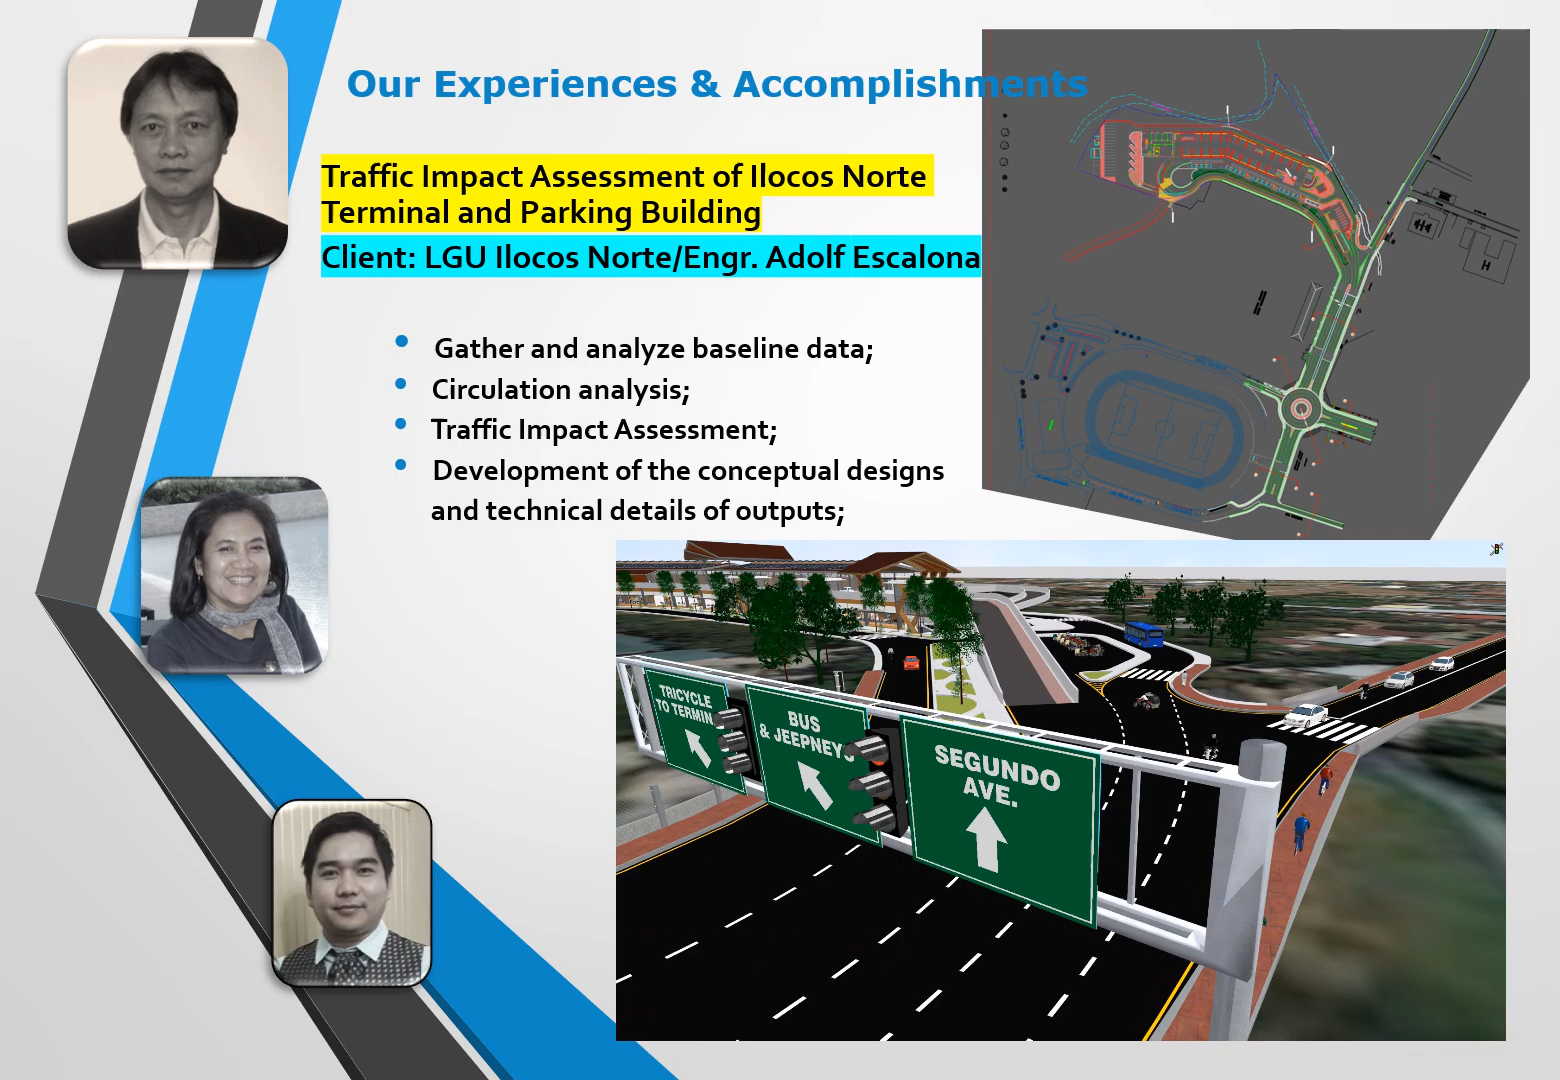 Our Experiences & Accomplishments
Traffic Impact Assessment of Ilocos Norte
Terminal and Parking Building
Client: LGU Ilocos Norte/Engr. Adolf Escalona
• Gather and analyze baseline data;
• Circulation analysis;
• Traffic Impact Assessment;
• Development of the conceptual designs
and technical details of outputs;
TRICYCLE
TO TERMIN
BUS
& JEEPNEYS
SEGUNDO
AVE.
H
H